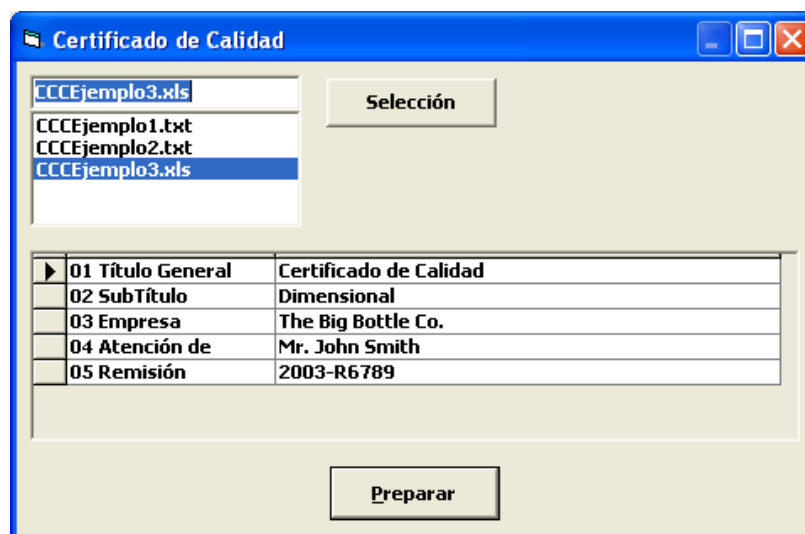 Certificado de Calidad
CCCEjemplo3.xls
Selección
CCCEjemplo1.txt
CCCEjemplo2.txt
CCCEjemplo3.xls
01 Título General Certificado de Calidad
02 SubTítulo Dimensional
03 Empresa The Big Bottle Co.
04 Atención de Mr. John Smith
05 Remisión 2003-R6789
Preparar